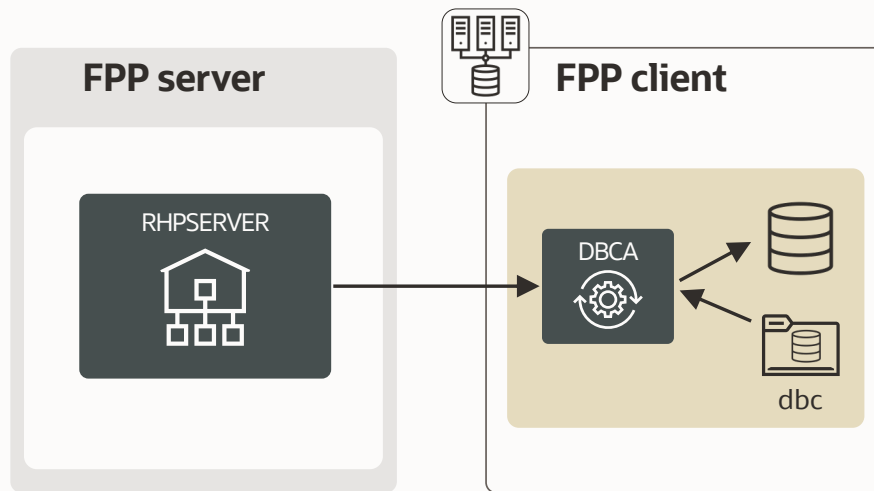 FPP server
FPP client
RHPSERVER
DBCA
dbc